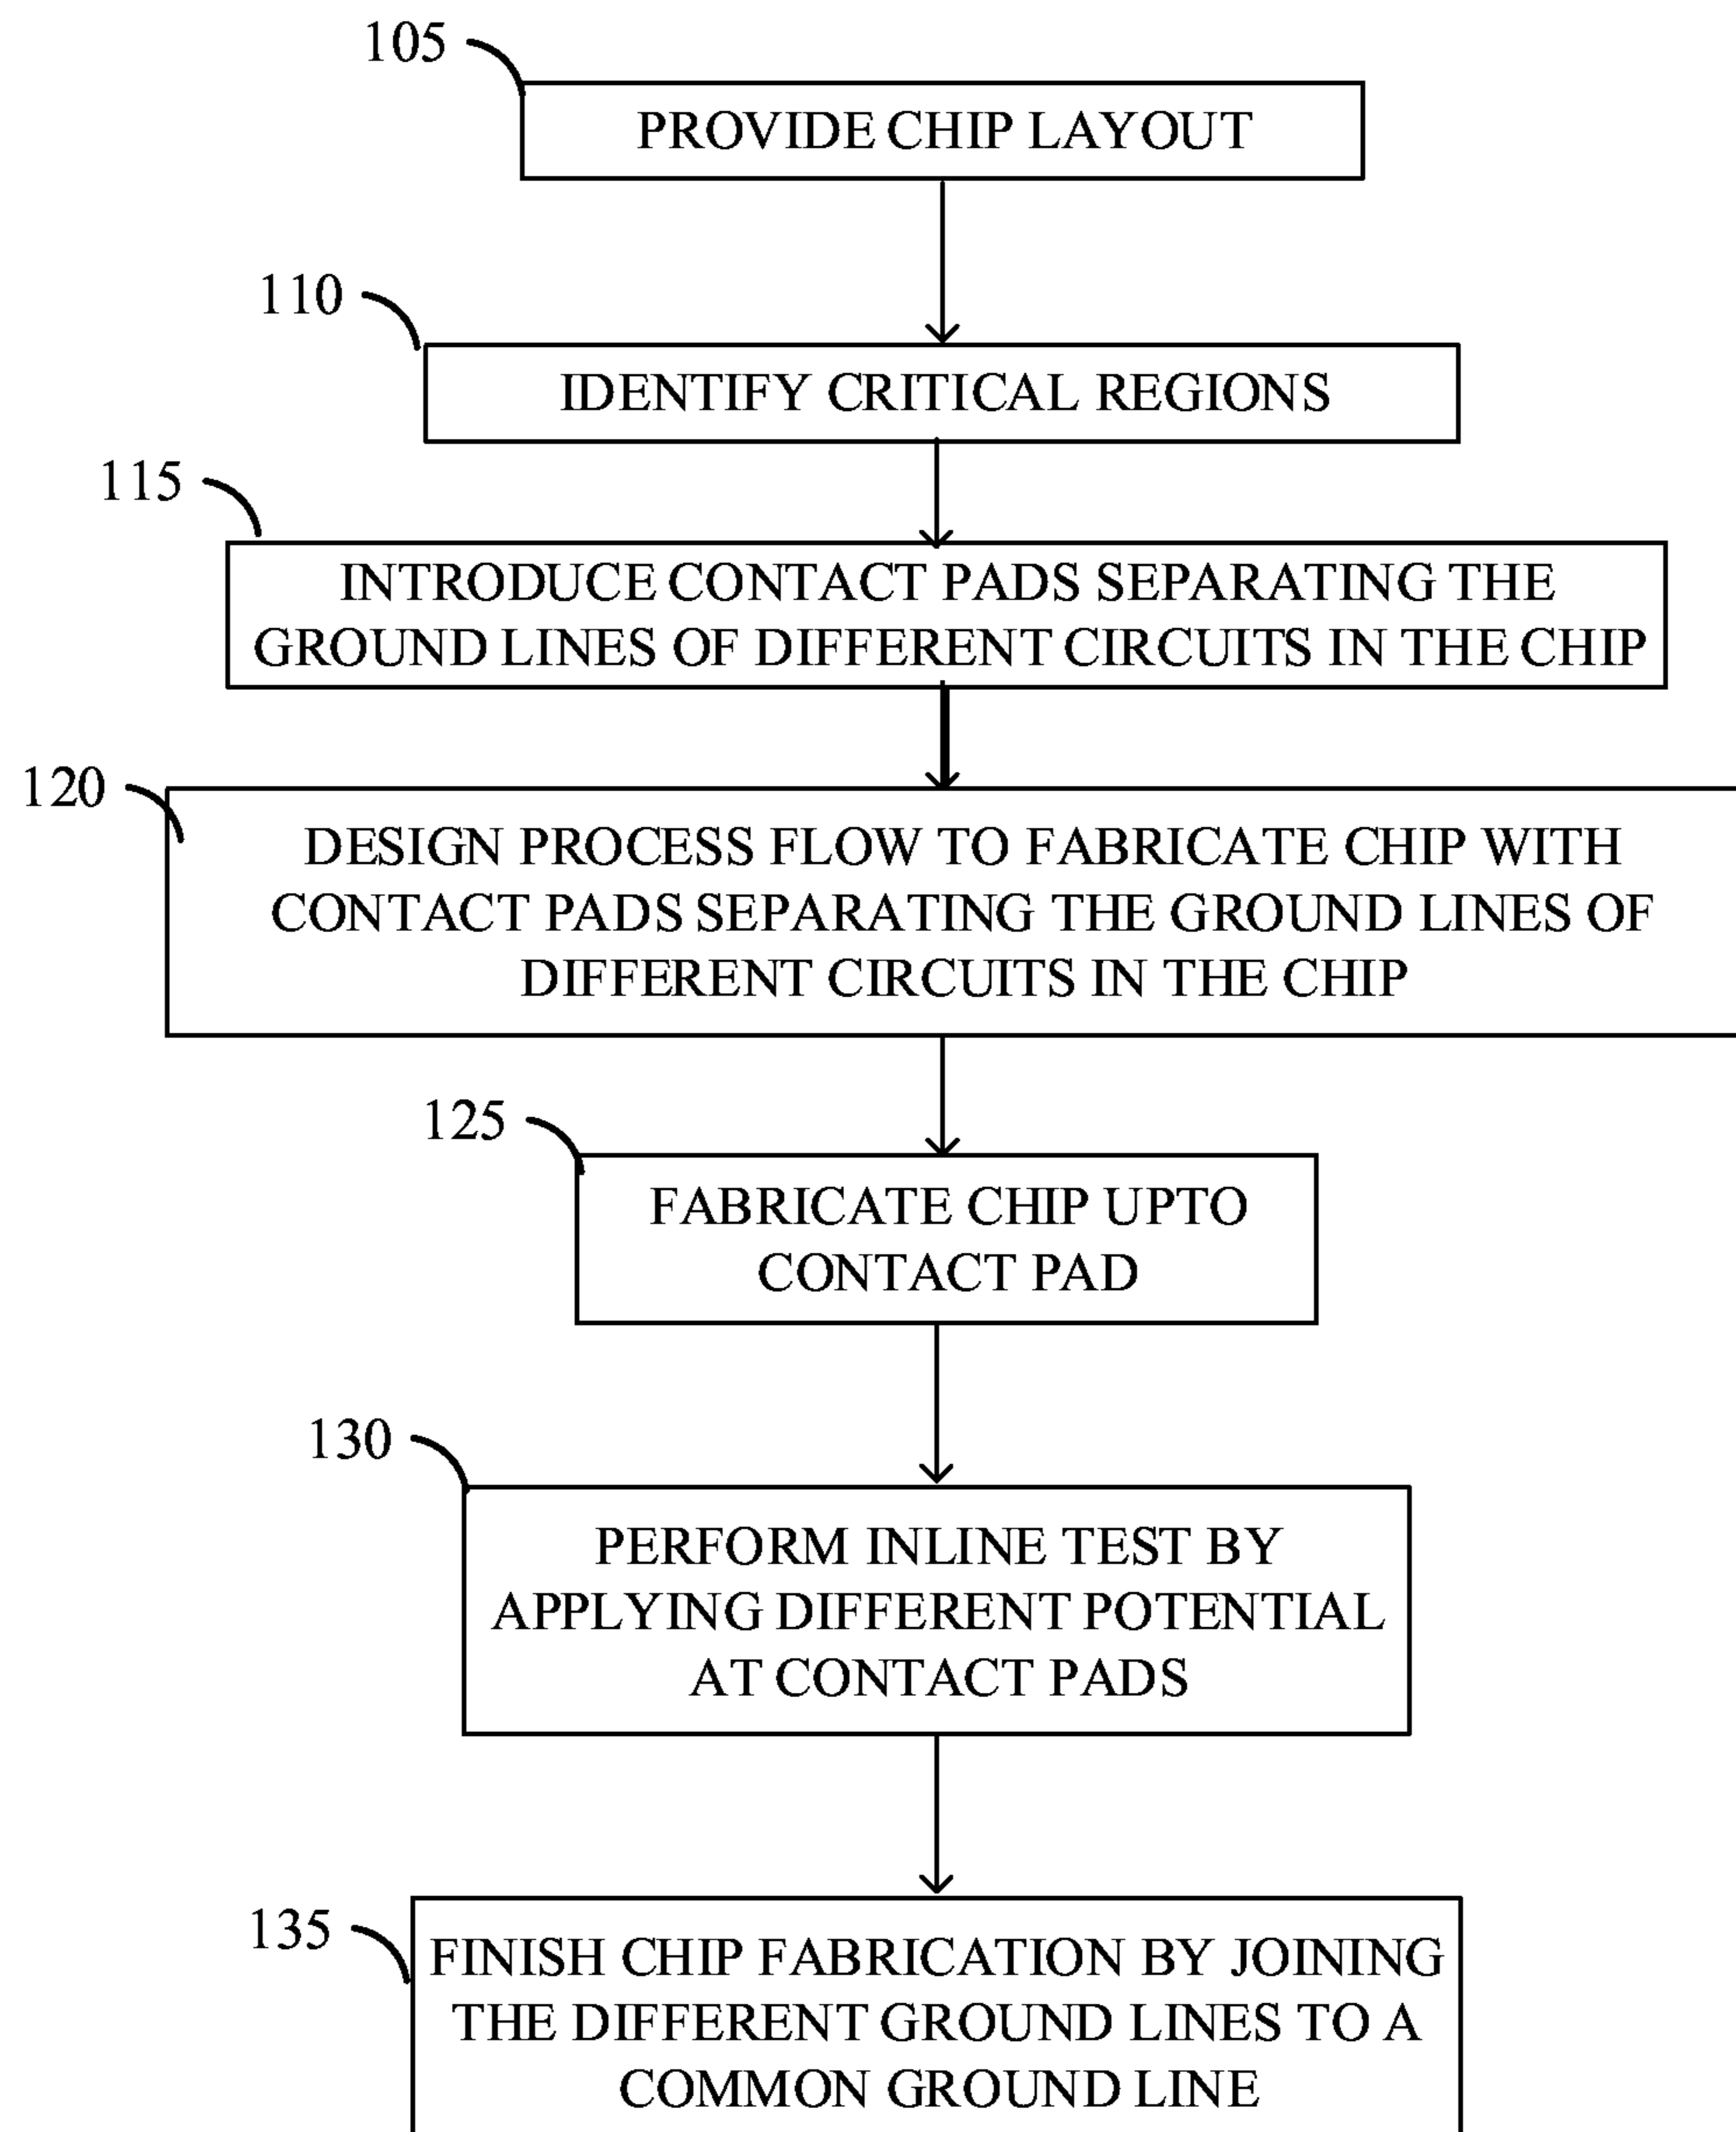 105
PROVIDE CHIP LAYOUT
110
IDENTIFY CRITICAL REGIONS
115
INTRODUCE CONTACT PADS SEPARATING THE
GROUND LINES OF DIFFERENT CIRCUITS IN THE CHIP
120
DESIGN PROCESS FLOW TO FABRICATE CHIP WITH
CONTACT PADS SEPARATING THE GROUND LINES OF
DIFFERENT CIRCUITS IN THE CHIP
125
FABRICATE CHIP UPTO
CONTACT PAD
130
PERFORM INLINE TEST BY
APPLYING DIFFERENT POTENTIAL
AT CONTACT PADS
135
FINISH CHIP FABRICATION BY JOINING
THE DIFFERENT GROUND LINES TO A
COMMON GROUND LINE